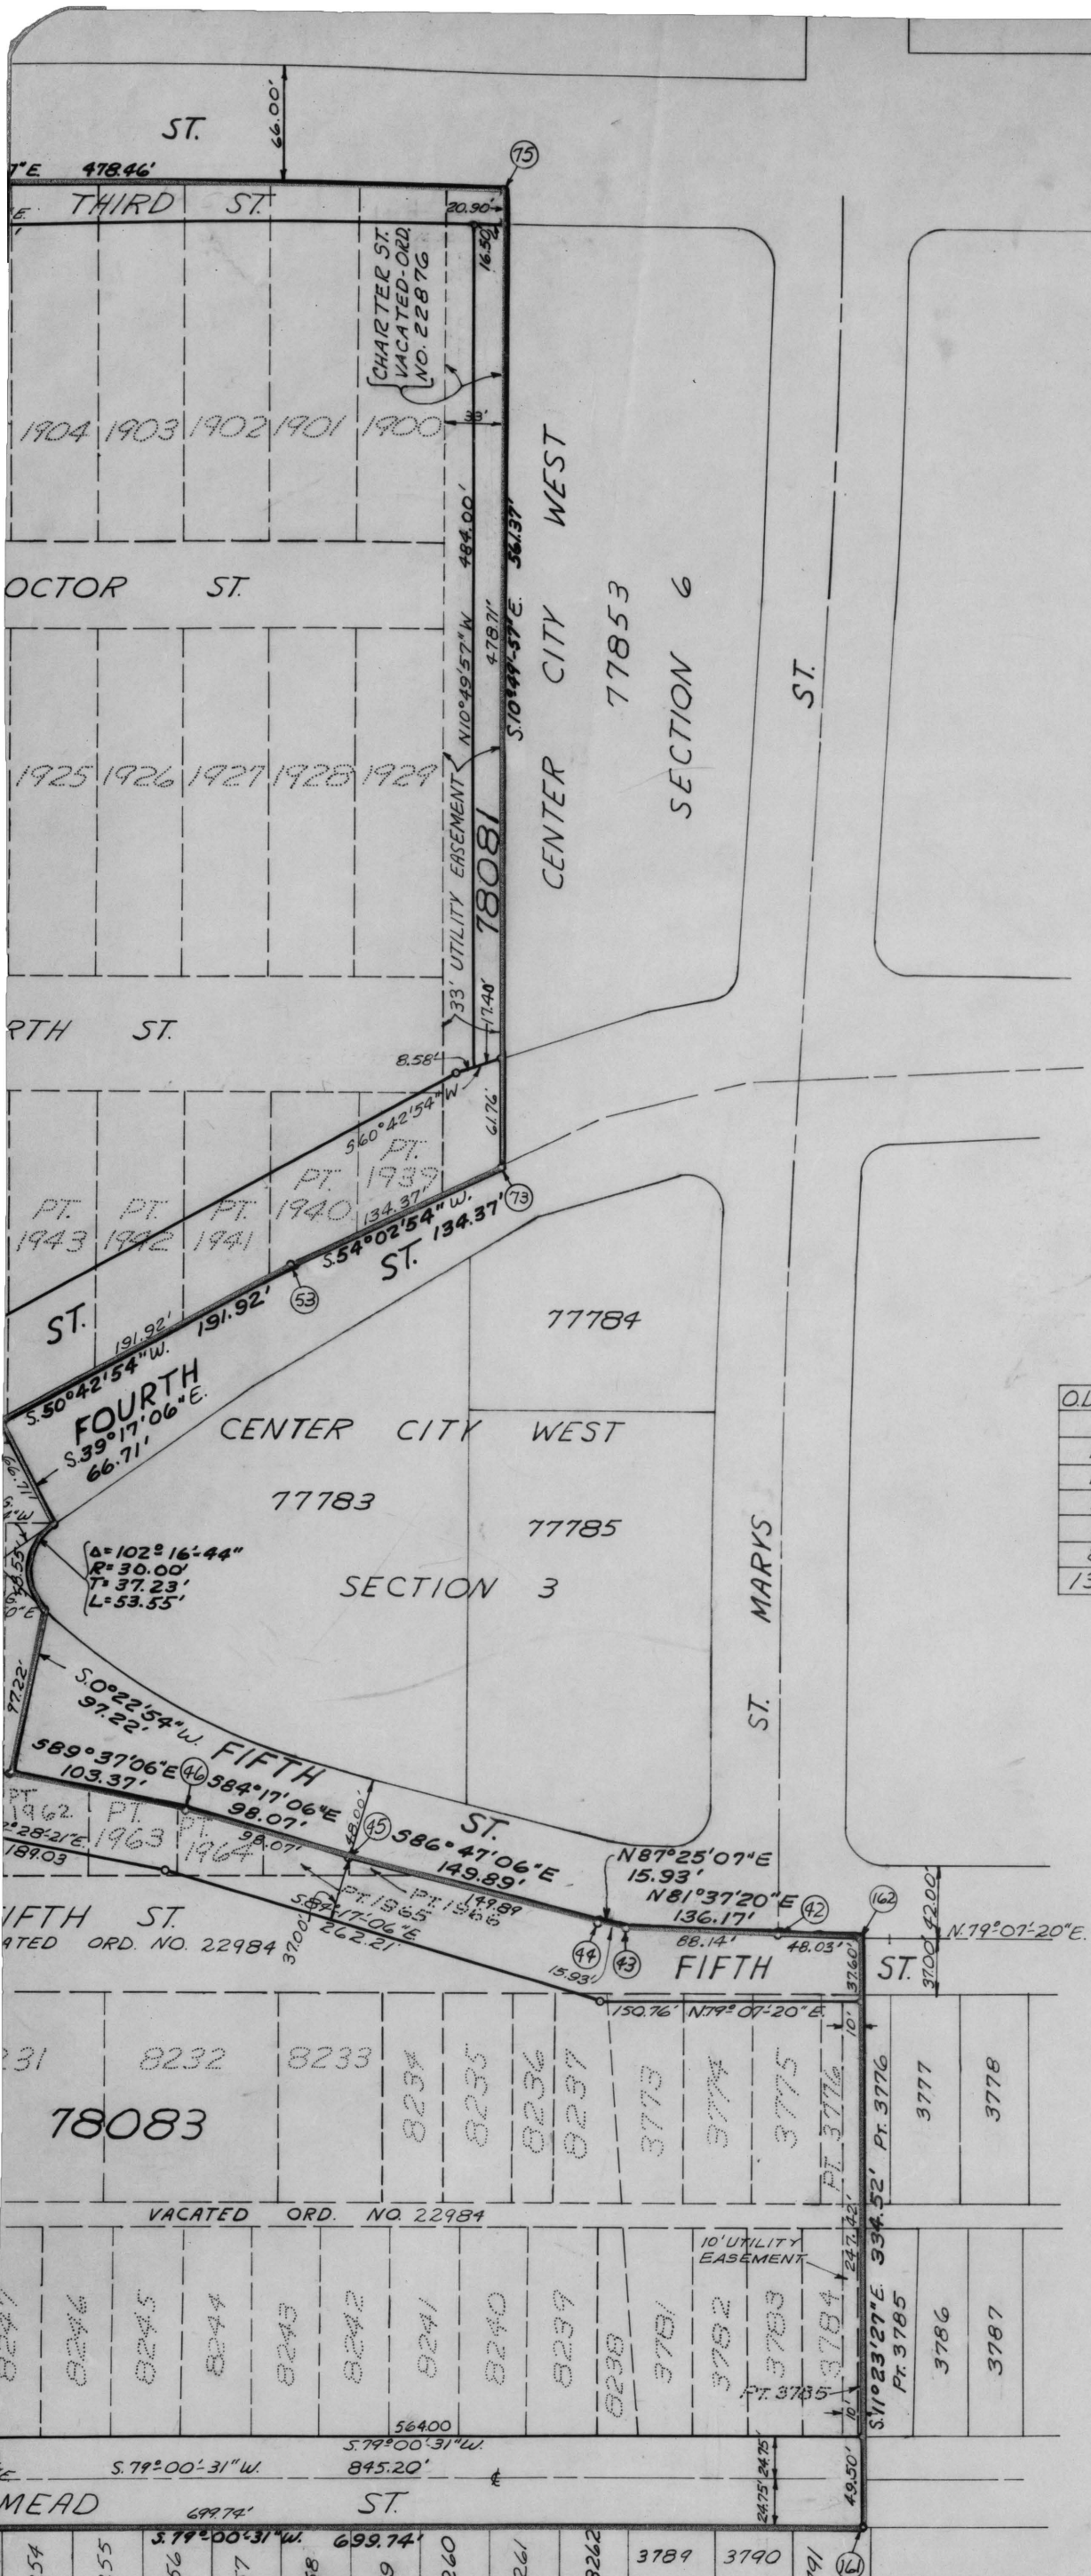 ST.
66.00'
7"E. 478.46'
75
THIRD ST.
20.90'
16.50'
CHARTER ST.
VACATED-ORD.
NO. 22876
1904 1903 1902 1901 1900
33'
OCTOR ST.
N10°49'57"W 484.00'
478.71'
S.10°49'-57"E. 561.37'
CENTER CITY WEST
77853
SECTION 6
ST.
1925 1926 1927 1928 1929
33' UTILITY EASEMENT
78081
17.40'
RTH ST.
8.58'
S.60°42'54"W
61.76'
PT.
1939
PT.
1940
PT.
1941
PT.
1942
PT.
1943
134.37'
S.54°02'54"W. 134.37'
73
ST.
53
ST.
191.92'
S.50°42'54"W. 191.92'
FOURTH
S.39°17'06"E.
66.71'
77784
CENTER CITY WEST
77783
77785
SECTION 3
Δ=102°16'-44"
R=30.00'
T=37.23'
L=53.55'
ST. MARYS
97.22'
S.0°22'54"W.
97.22'
S89°37'06"E
103.37'
46
FIFTH
S84°17'06"E
98.07'
98.07'
48.00'
45
ST.
S86°47'06"E
149.89'
149.89
N87°25'07"E
15.93'
N81°37'20"E
136.17'
42
162
88.14'
48.03'
44
43
15.93'
PT.
1962
PT.
1963
PT.
1964
PT. 1965
PT. 1966
2°28-21"E.
189.03
S.84°-17-06"E
262.21'
37.00'
IFTH ST.
ATED ORD. NO. 22984
FIFTH ST.
37.60'
37.00' 42.00'
N.79°-07'-20"E.
150.76' N.79°-07'-20"E.
10'
231 8232 8233 8234 8235 8236 8237 3773 3774 3775 PT. 3776 Pt. 3776 3777 3778
78083
VACATED ORD. NO. 22984
10' UTILITY
EASEMENT
247.42'
S.11°23'27"E. 334.52'
8247 8246 8245 8244 8243 8242 8241 8240 8239 8238 3781 3782 3783 3784
PT. 3785
Pt. 3785
3786 3787
10'
564.00
S.79°00'-31"W.
S.79°-00'-31"W. 845.20'
24.75' 24.75'
49.50'
MEAD ST.
699.74'
S.79°-00'-31"W. 699.74'
161
3262 3789 3790